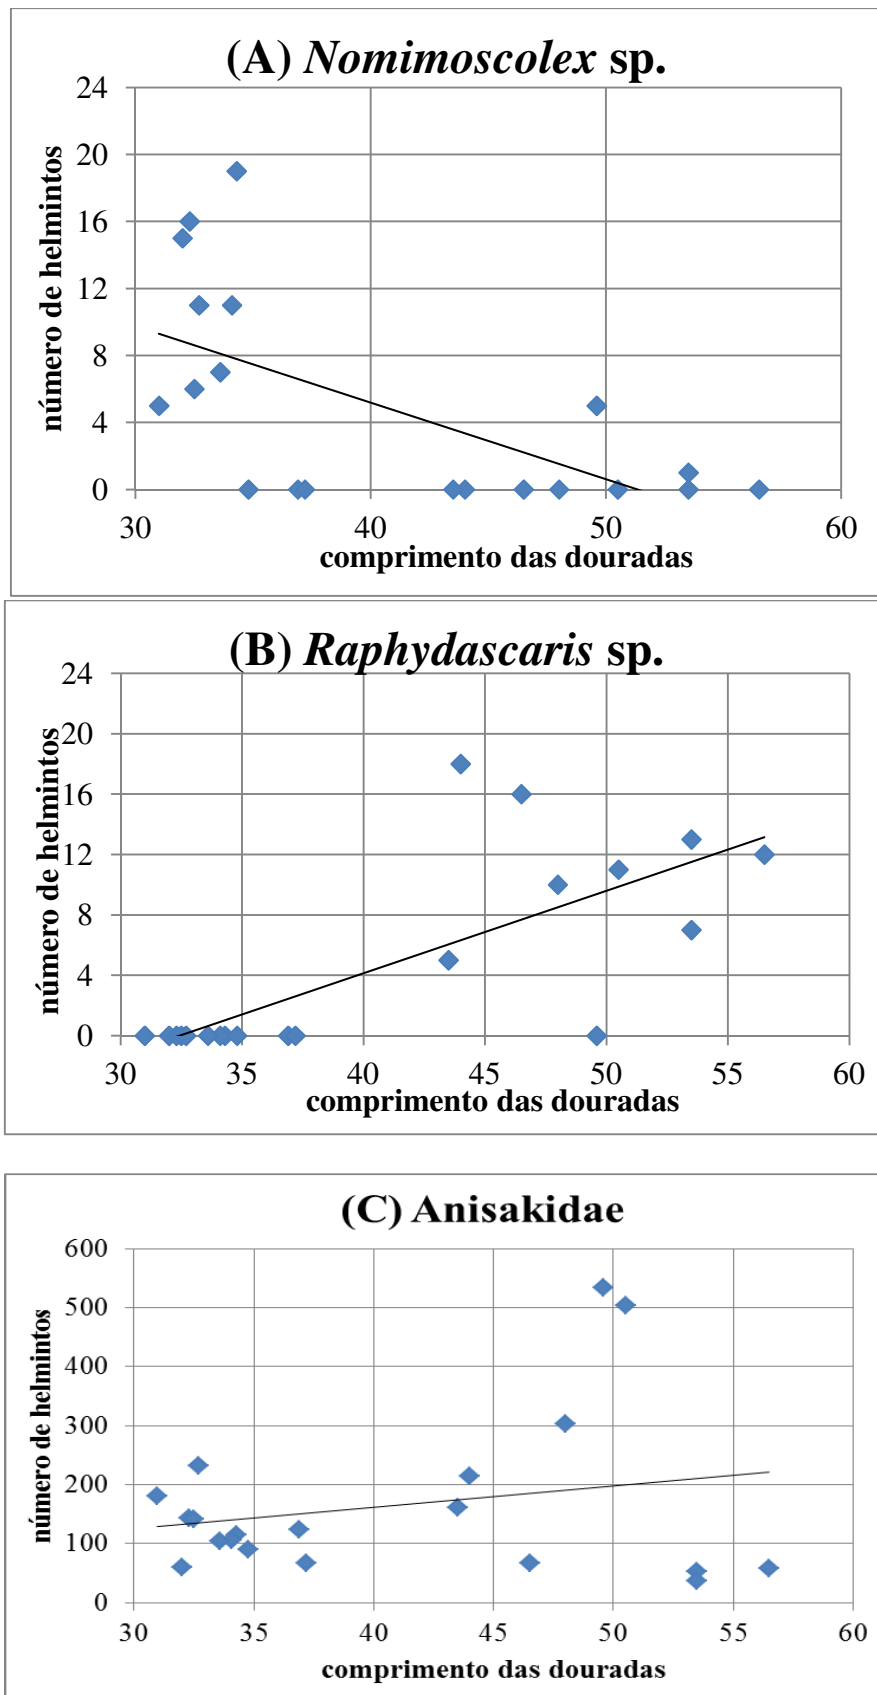 (A) Nomimoscolex sp.
número de helmintos
24
20
16
12
8
4
0
30 40 50 60
comprimento das douradas
(B) Raphydascaris sp.
número de helmintos
24
20
16
12
8
4
0
30 35 40 45 50 55 60
comprimento das douradas
(C) Anisakidae
número de helmintos
600
500
400
300
200
100
0
30 35 40 45 50 55 60
comprimento das douradas